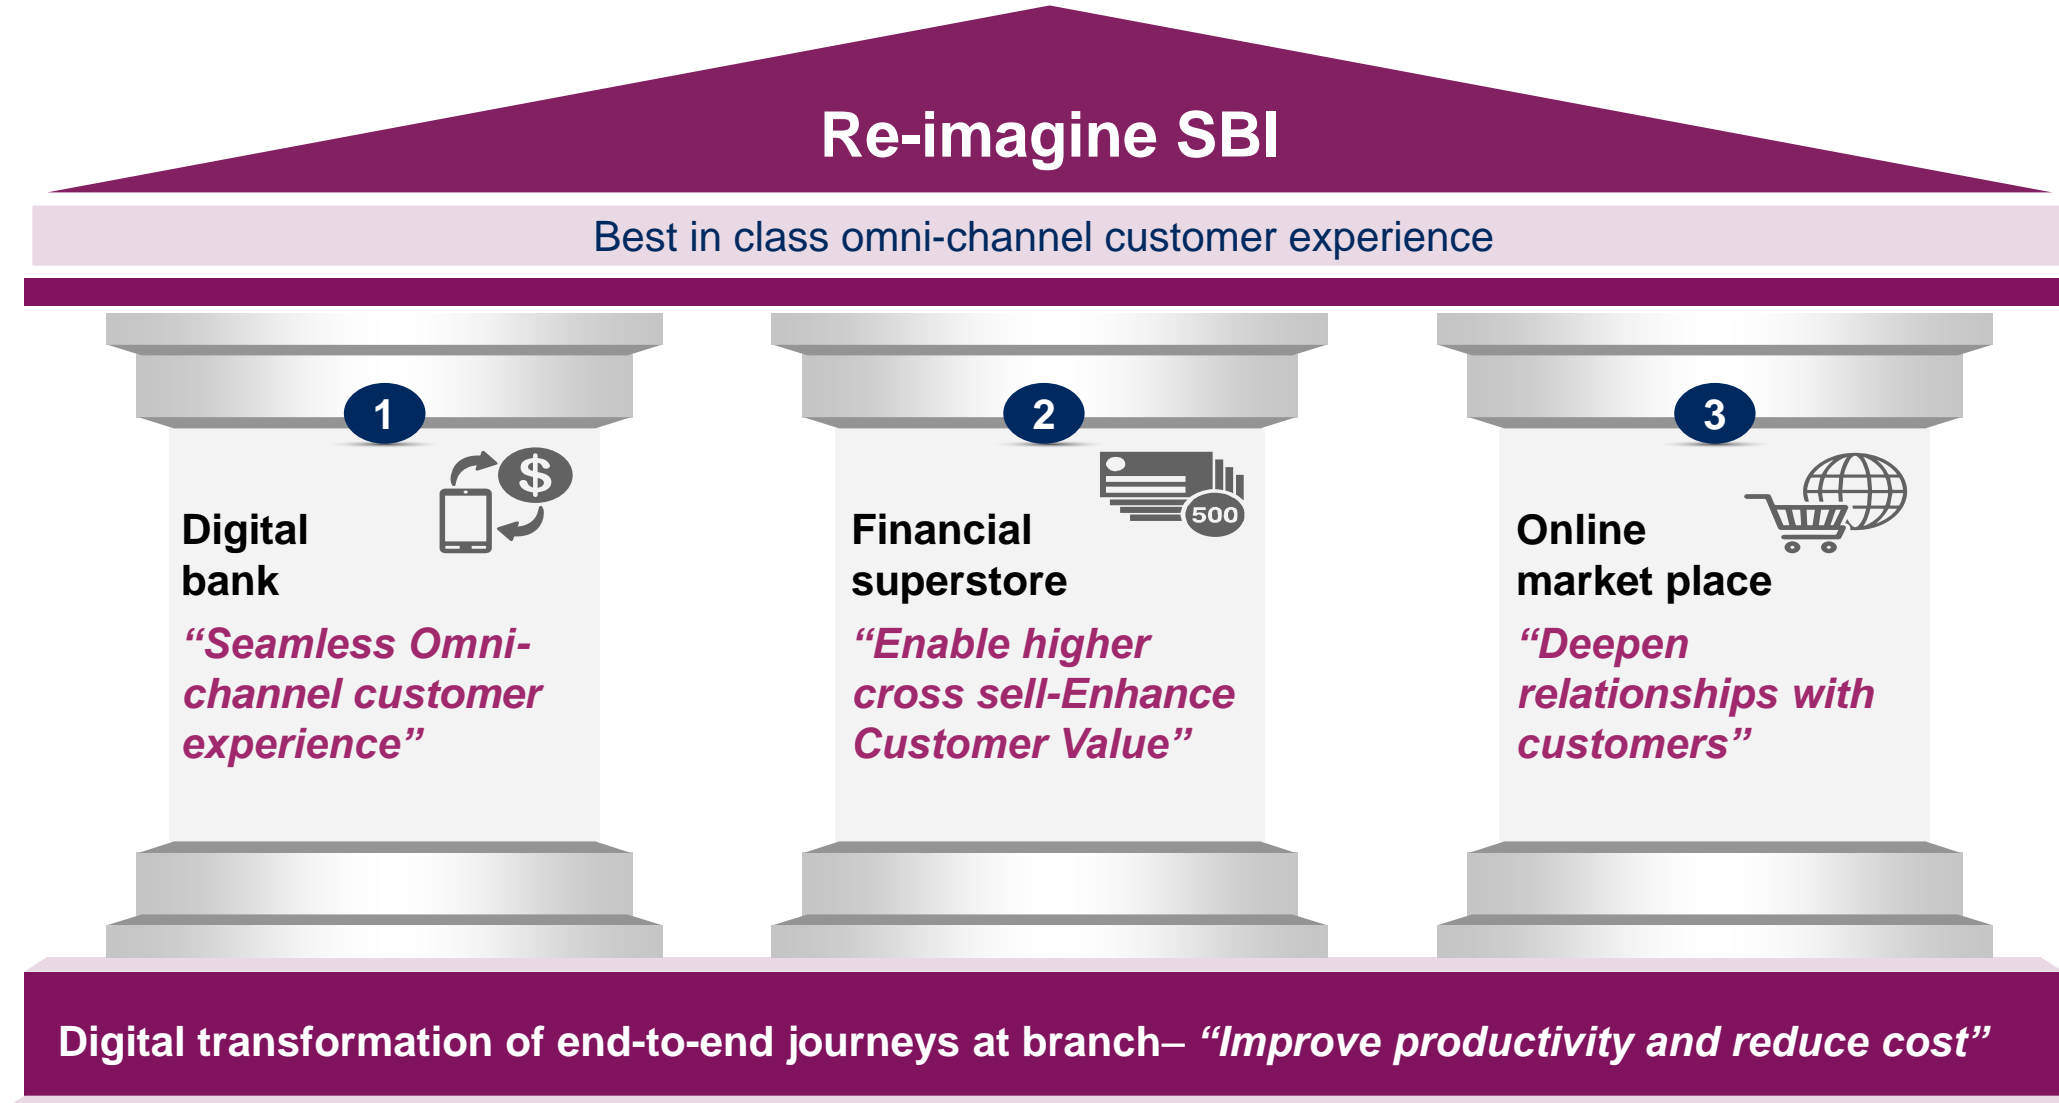 Re-imagine SBI
Best in class omni-channel customer experience
1
Digital
bank
“Seamless Omni-
channel customer
experience”
$
2
Financial
superstore
“Enable higher
cross sell-Enhance
Customer Value”
500
3
Online
market place
“Deepen
relationships with
customers”
Digital transformation of end-to-end journeys at branch– “Improve productivity and reduce cost”